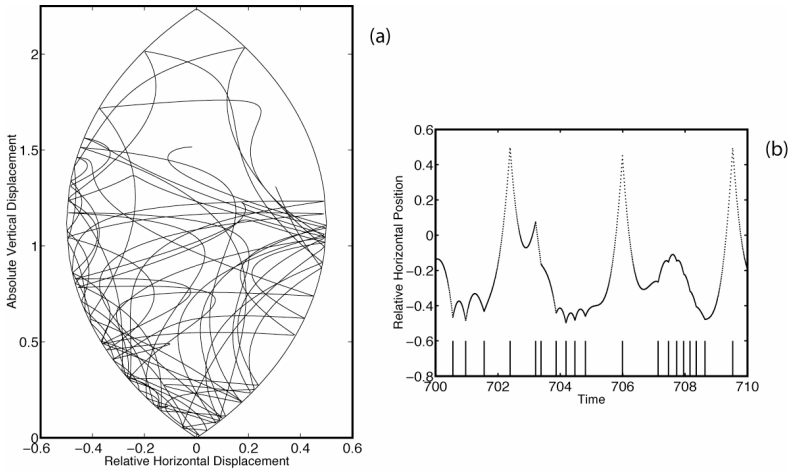 (a)
Absolute Vertical Displacement
2
1.5
1
0.5
0
−0.6 −0.4 −0.2 0 0.2 0.4 0.6
Relative Horizontal Displacement
(b)
Relative Horizontal Position
0.6
0.4
0.2
0
−0.2
−0.4
−0.6
−0.8
700 702 704 706 708 710
Time